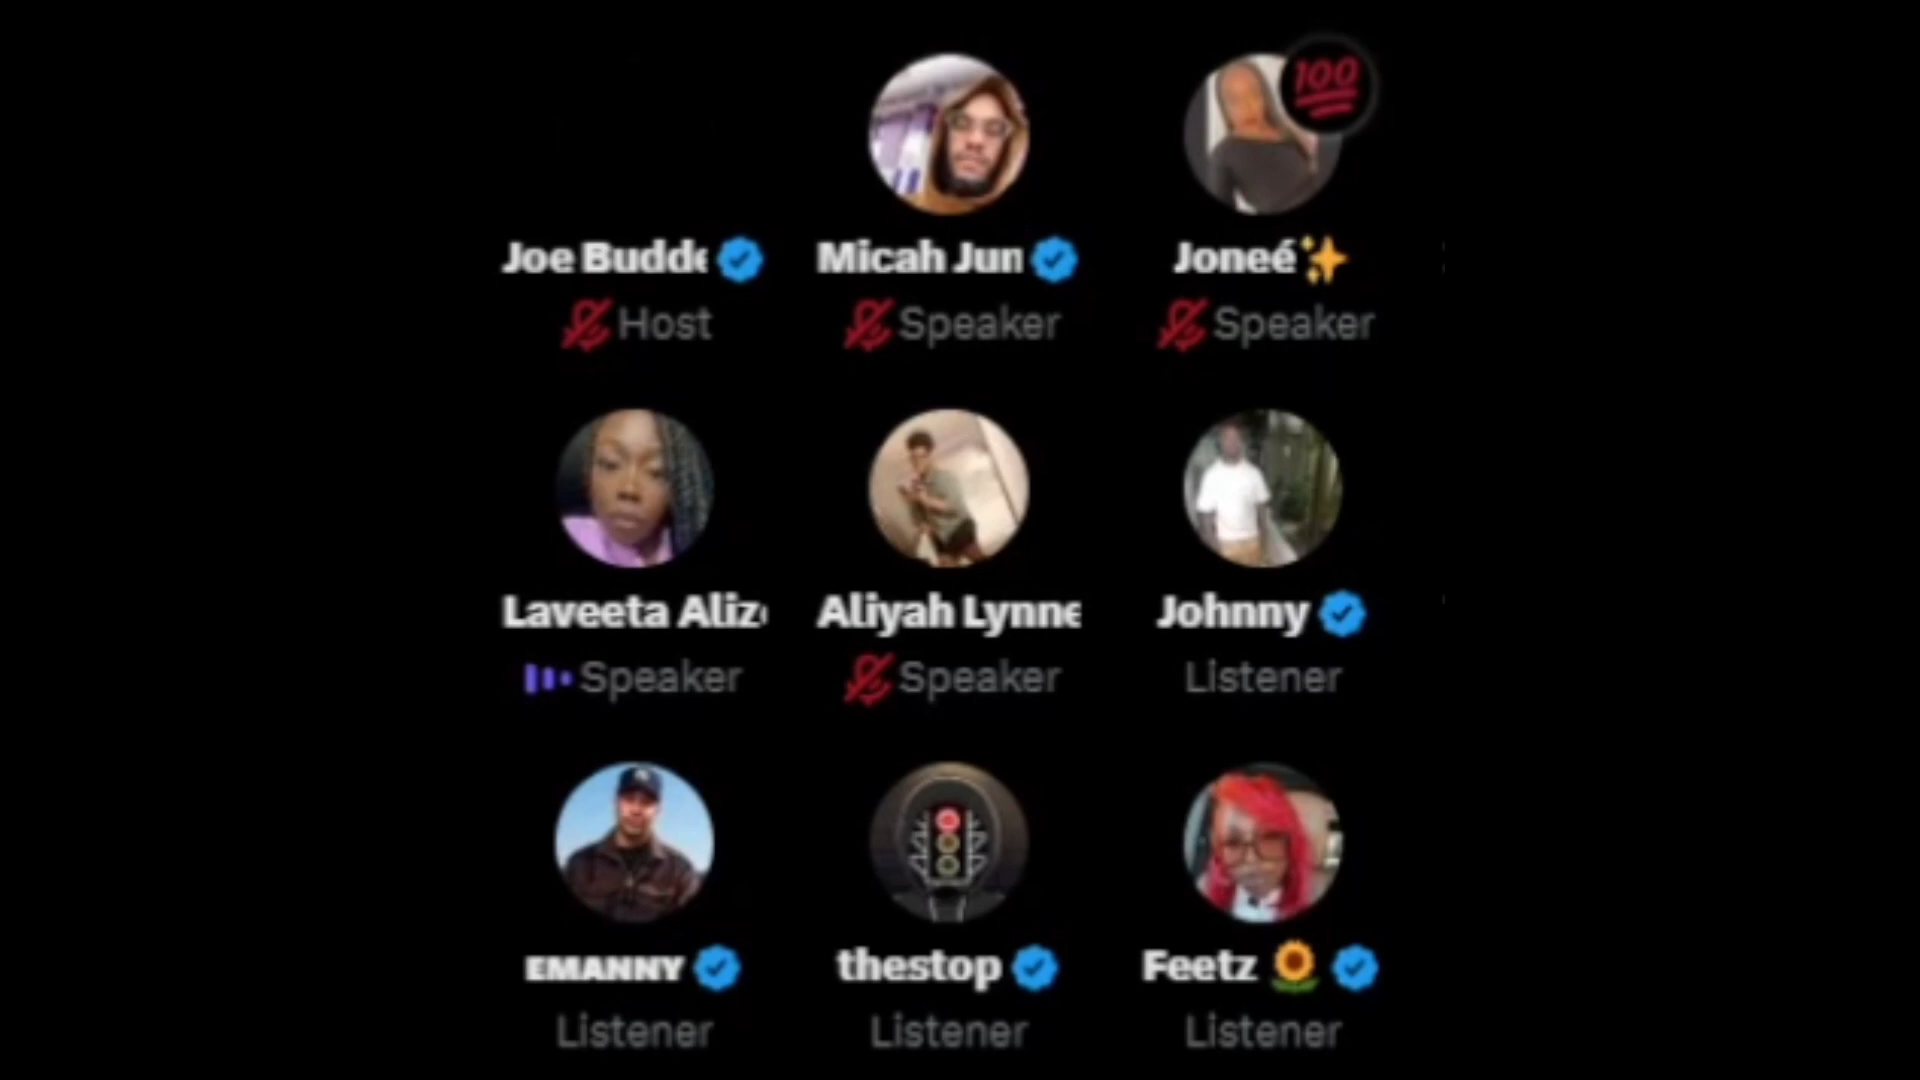 100
Joe Budde
Micah Jun
Joneé✨
Host
Speaker
Speaker
Laveeta Aliz
Aliyah Lynne
Johnny
Speaker
Speaker
Listener
EMANNY
thestop
Feetz 🌻
Listener
Listener
Listener